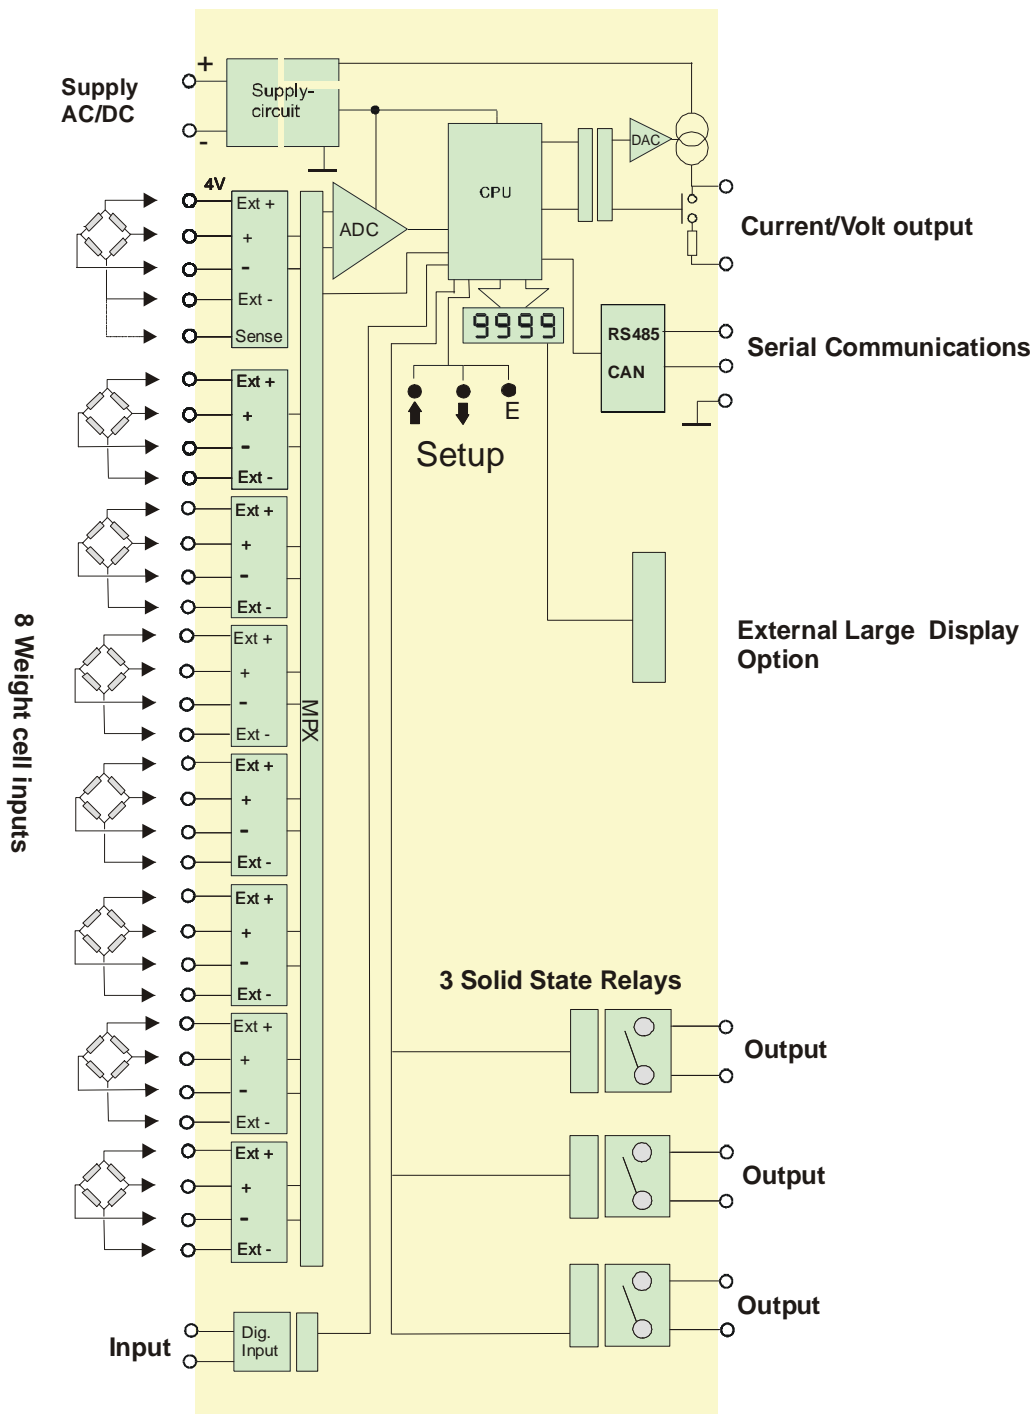 Supply
AC/DC
+
-
Supply-
circuit
4V
Ext +
+
-
Ext -
Sense
MPX
ADC
CPU
DAC
Current/Volt output
9999
RS485
CAN
Serial Communications
E
Setup
Ext +
+
-
Ext -
Ext +
+
-
Ext -
Ext +
+
-
Ext -
Ext +
+
-
Ext -
Ext +
+
-
Ext -
Ext +
+
-
Ext -
Ext +
+
-
Ext -
8 Weight cell inputs
External Large Display
Option
3 Solid State Relays
Output
Output
Output
Input
Dig.
Input